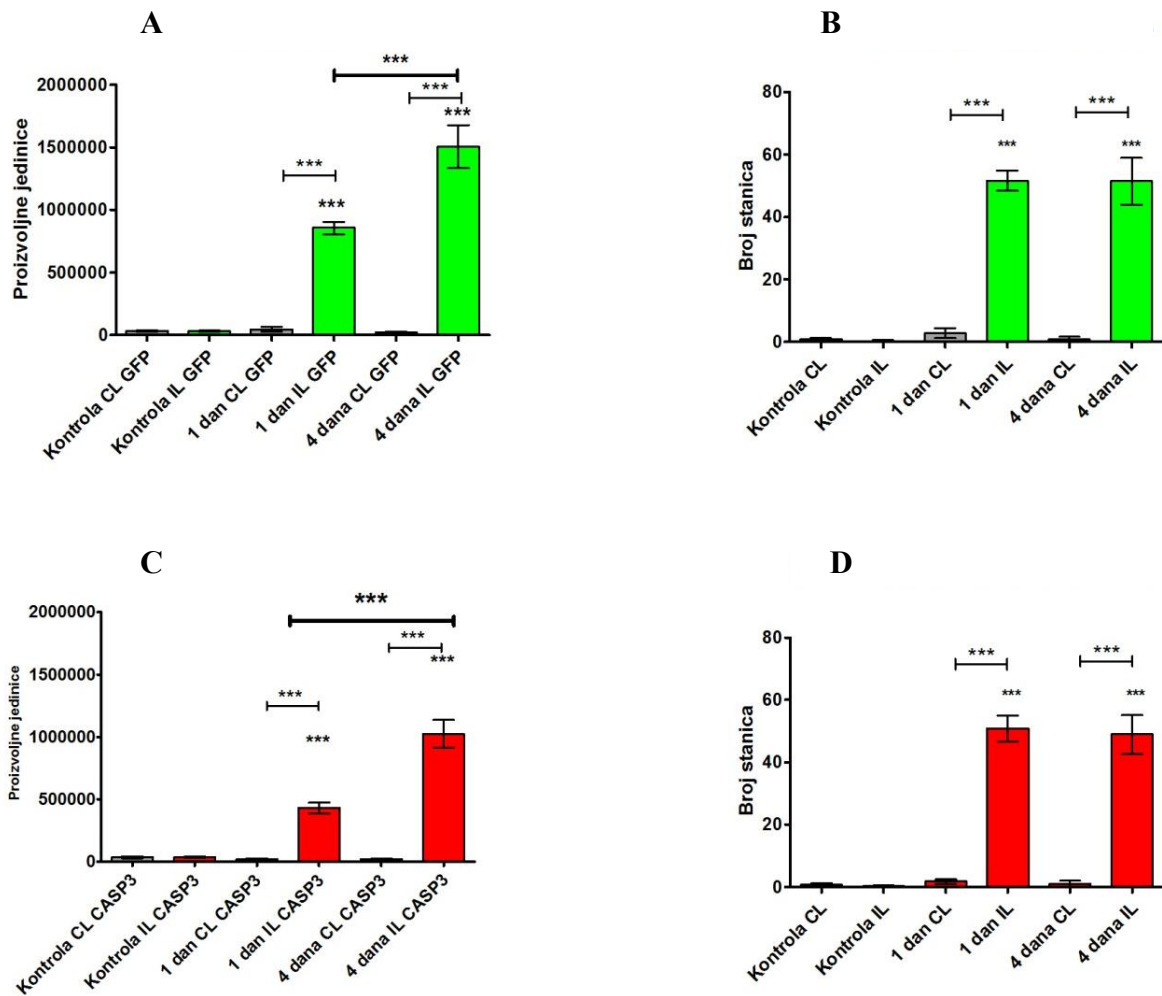 A
Proizvoljne jedinice
2000000
1500000
1000000
500000
0
***
***
***
***
***
Kontrola CL GFP
Kontrola IL GFP
1 dan CL GFP
1 dan IL GFP
4 dana CL GFP
4 dana IL GFP
B
Broj stanica
80
60
40
20
0
***
***
***
***
Kontrola CL
Kontrola IL
1 dan CL
1 dan IL
4 dana CL
4 dana IL
C
Proizvoljne jedinice
2000000
1500000
1000000
500000
0
***
***
***
***
***
Kontrola CL CASP3
Kontrola IL CASP3
1 dan CL CASP3
1 dan IL CASP3
4 dana CL CASP3
4 dana IL CASP3
D
Broj stanica
80
60
40
20
0
***
***
***
***
Kontrola CL
Kontrola IL
1 dan CL
1 dan IL
4 dana CL
4 dana IL